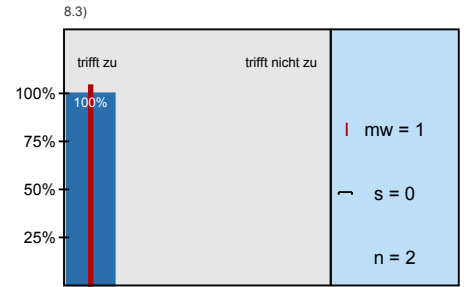 8.3)
trifft zu trifft nicht zu
100%
100%
75%
50%
25%
mw = 1
s = 0
n = 2